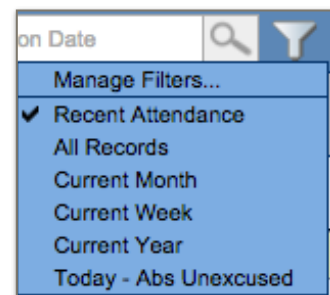 on Date
Manage Filters...
✔ Recent Attendance
All Records
Current Month
Current Week
Current Year
Today - Abs Unexcused